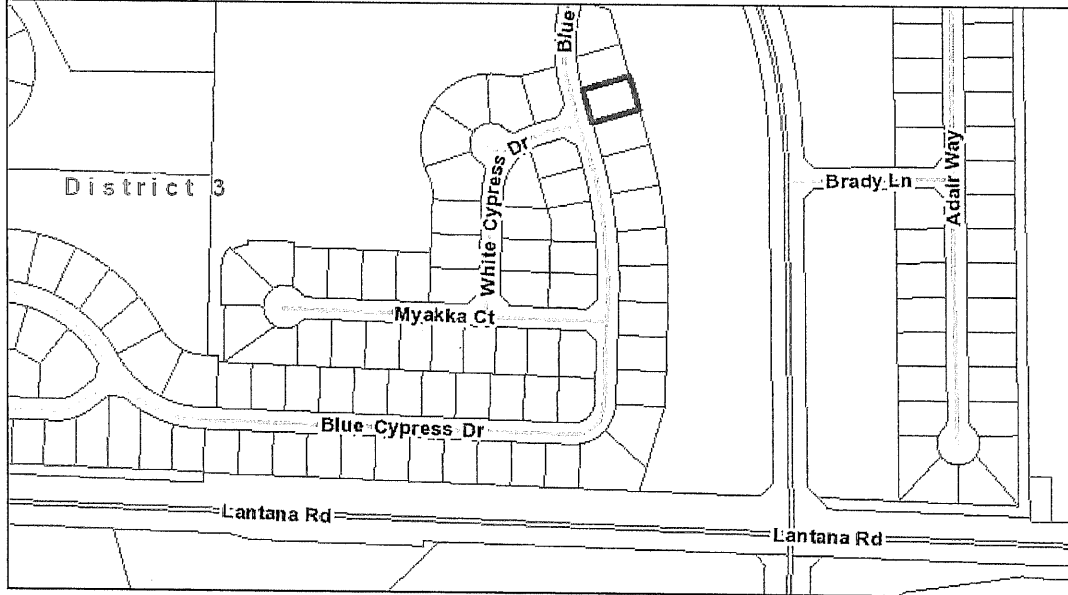 Blue
District 3
White Cypress Dr
Brady Ln
Adair Way
Myakka Ct
Blue Cypress Dr
Lantana Rd
Lantana Rd